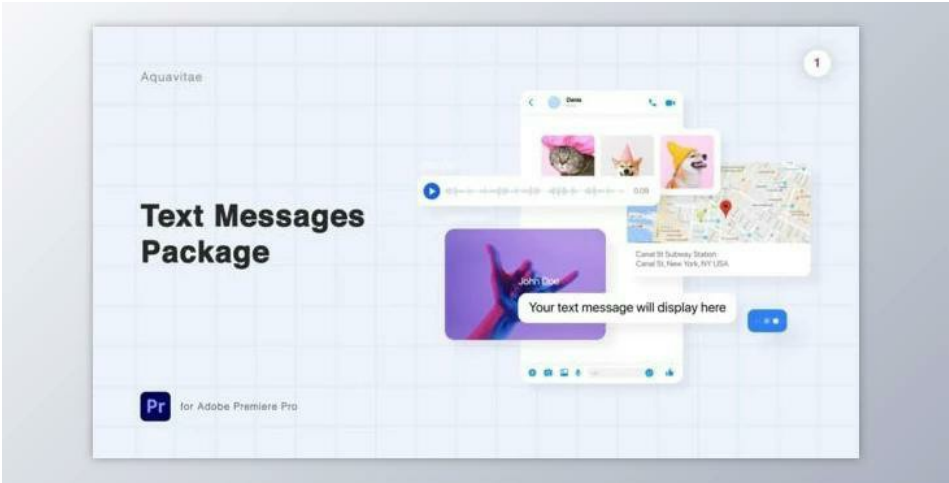 Aquavitae
1
Denis
0:09
Text Messages
Package
Canal St Subway Station
Canal St, New York, NY USA
John Doe
Your text message will display here
Pr
for Adobe Premiere Pro